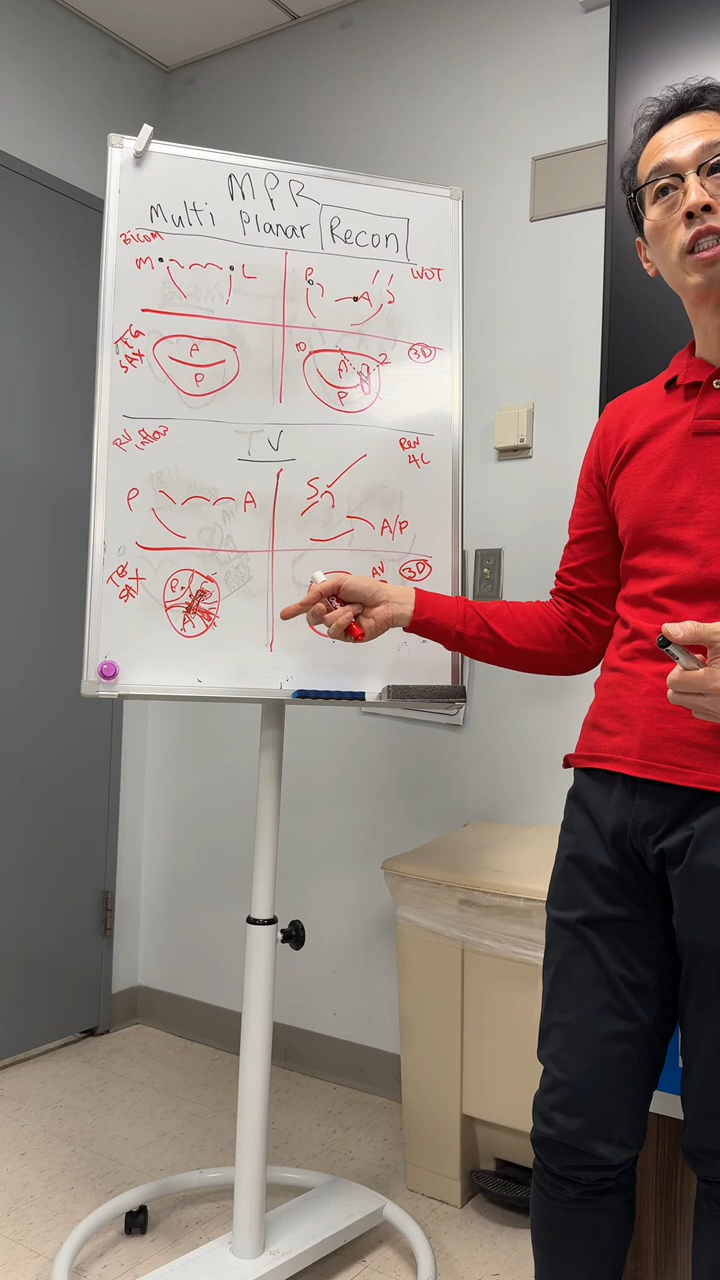 MPR
Multi planar Recon
Bicom
M L
P A
LVOT
TG
SAX
A
P
10 2
A
P
3D
RV inflow
TV
Rev
4C
P A
S
A/P
TG
SAX
P S
A
AV
3D